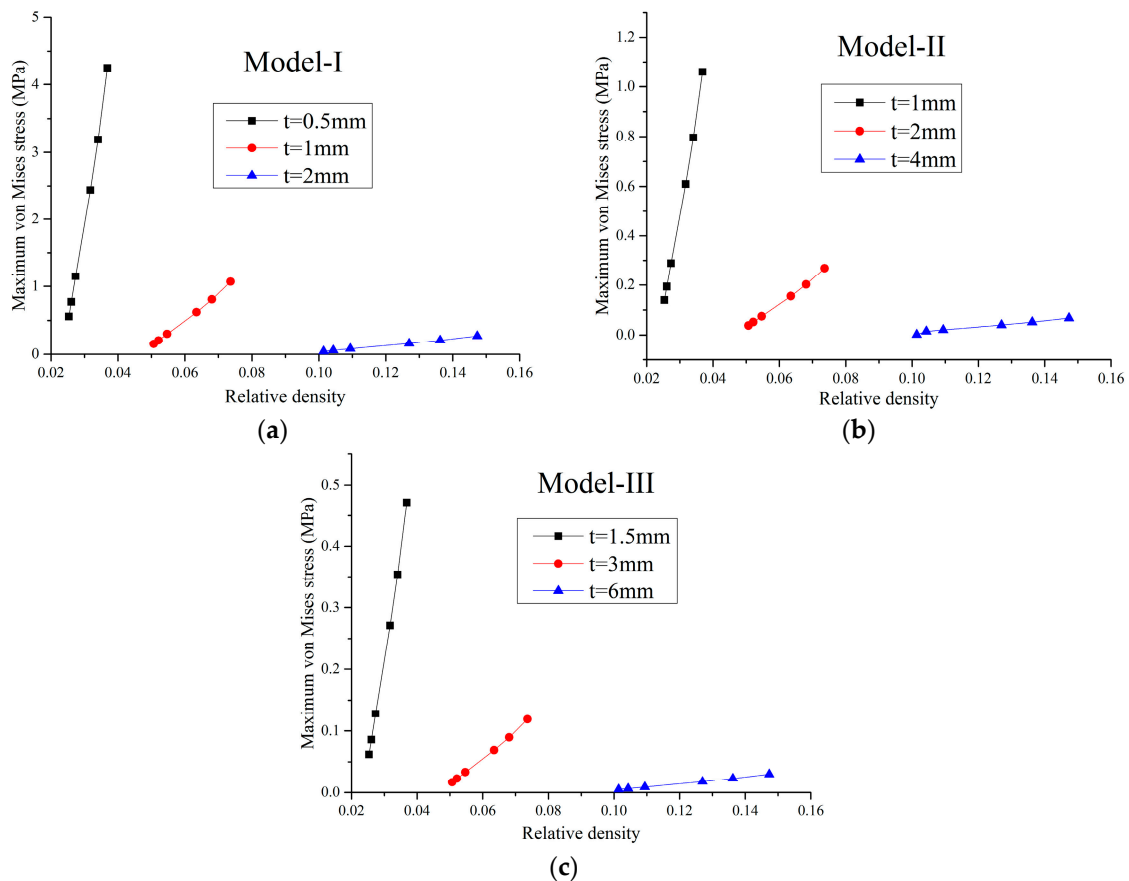 Model-I
t=0.5mm
t=1mm
t=2mm
Maximum von Mises stress (MPa)
5
4
3
2
1
0
0.02 0.04 0.06 0.08 0.10 0.12 0.14 0.16
Relative density
(a)
Model-II
t=1mm
t=2mm
t=4mm
Maximum von Mises stress (MPa)
1.2
1.0
0.8
0.6
0.4
0.2
0.0
0.02 0.04 0.06 0.08 0.10 0.12 0.14 0.16
Relative density
(b)
Model-III
t=1.5mm
t=3mm
t=6mm
Maximum von Mises stress (MPa)
0.5
0.4
0.3
0.2
0.1
0.0
0.02 0.04 0.06 0.08 0.10 0.12 0.14 0.16
Relative density
(c)